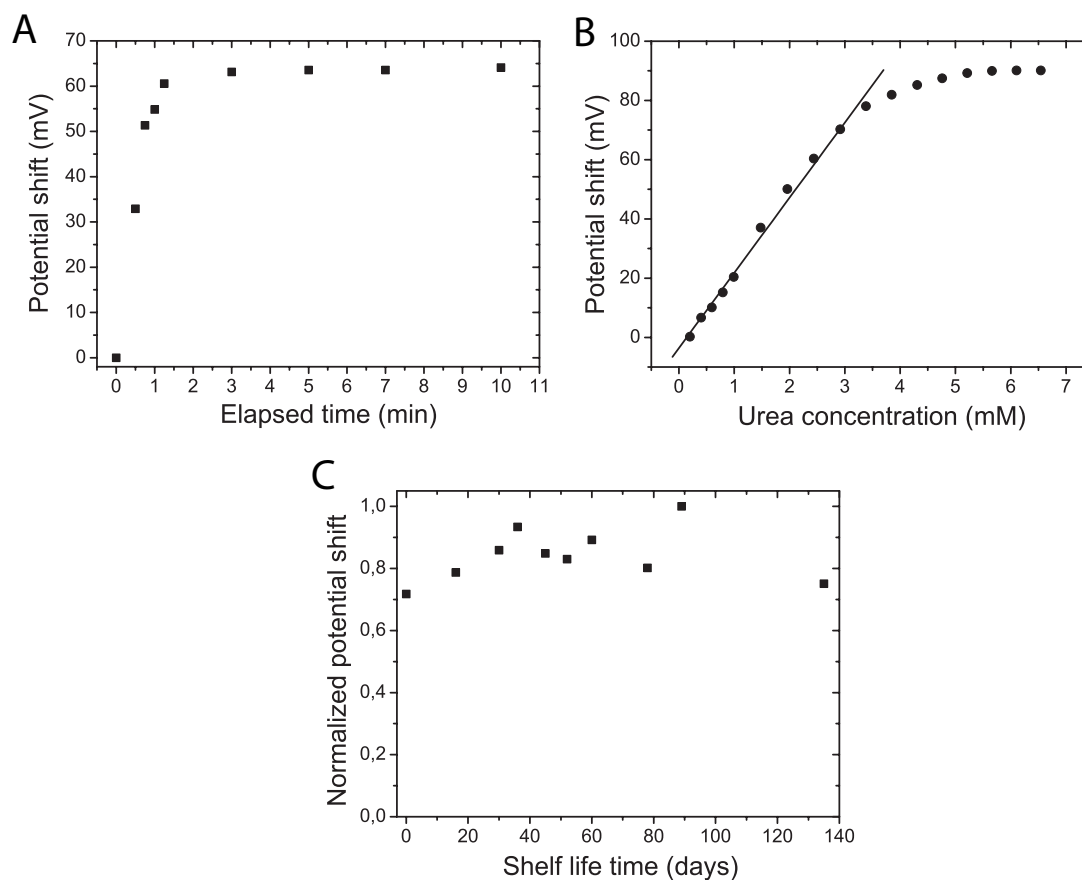 A
70
60
50
40
30
20
10
0
Potential shift (mV)
0 1 2 3 4 5 6 7 8 9 10 11
Elapsed time (min)
B
100
80
60
40
20
0
Potential shift (mV)
0 1 2 3 4 5 6 7
Urea concentration (mM)
C
1,0
0,8
0,6
0,4
0,2
0,0
Normalized potential shift
0 20 40 60 80 100 120 140
Shelf life time (days)